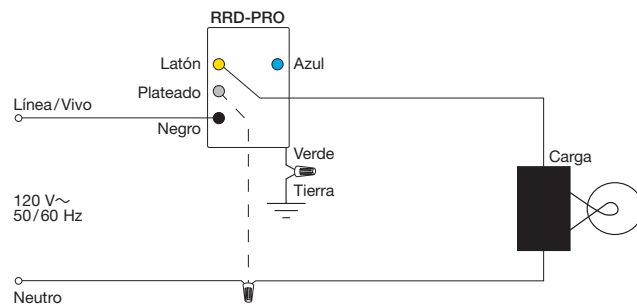 RRD-PRO
Latón
Azul
Plateado
Línea/Vivo
Negro
Verde
Carga
Tierra
120 V~
50/60 Hz
Neutro